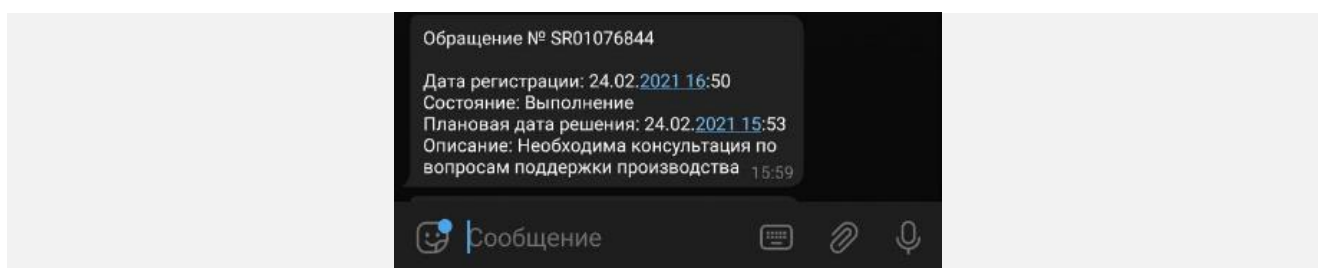 Обращение № SR01076844
Дата регистрации: 24.02.2021 16:50
Состояние: Выполнение
Плановая дата решения: 24.02.2021 15:53
Описание: Необходима консультация по
вопросам поддержки производства 15:59
Сообщение